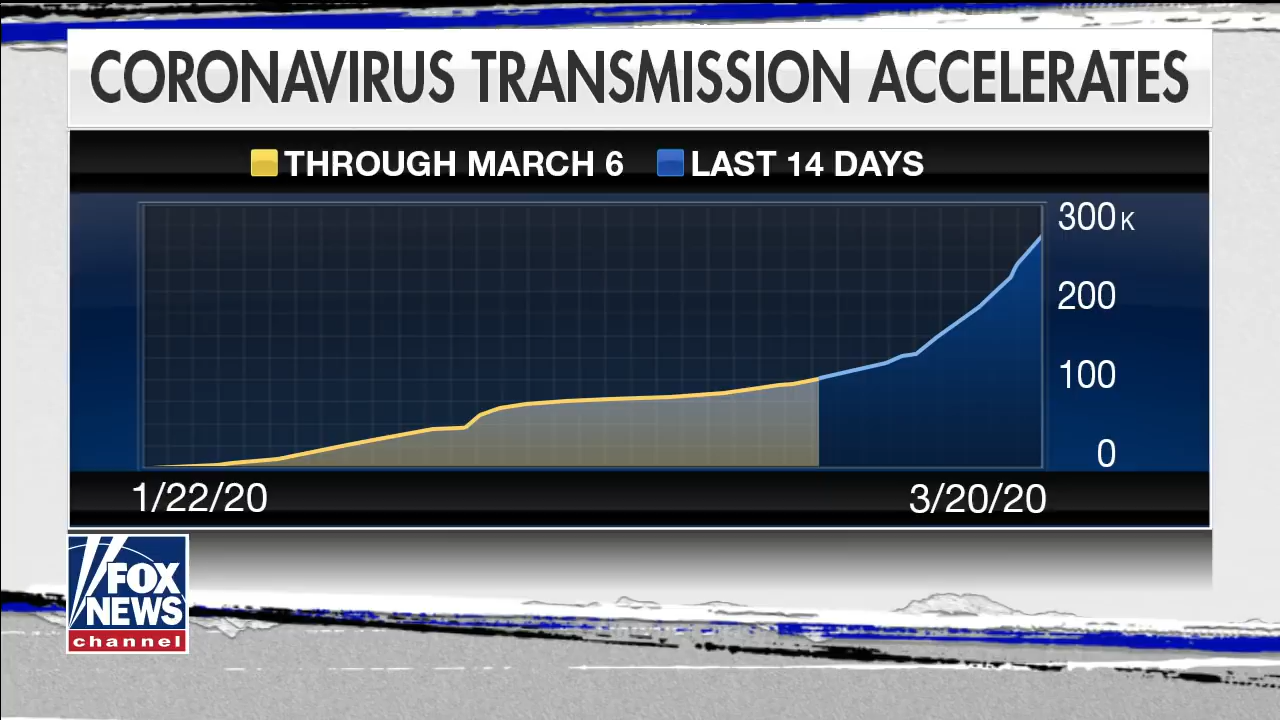 CORONAVIRUS TRANSMISSION ACCELERATES
THROUGH MARCH 6 LAST 14 DAYS
300 K
200
100
0
1/22/20 3/20/20
FOX
NEWS
channel